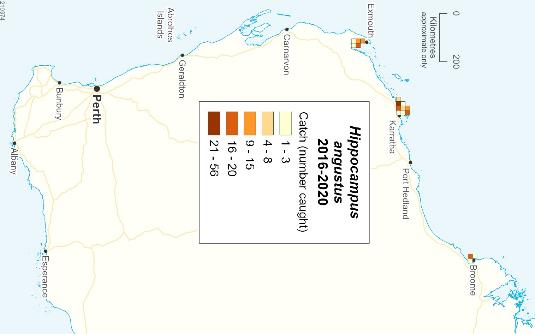 Hippocampus
angustus
2016-2020
Catch (number caught)
1 - 3
4 - 8
9 - 15
16 - 20
21 - 56
0
200
Kilometres
approximate only
Exmouth
Karratha
Port Hedland
Broome
Carnarvon
Abrolhos
Islands
Geraldton
Perth
Bunbury
Albany
Esperance